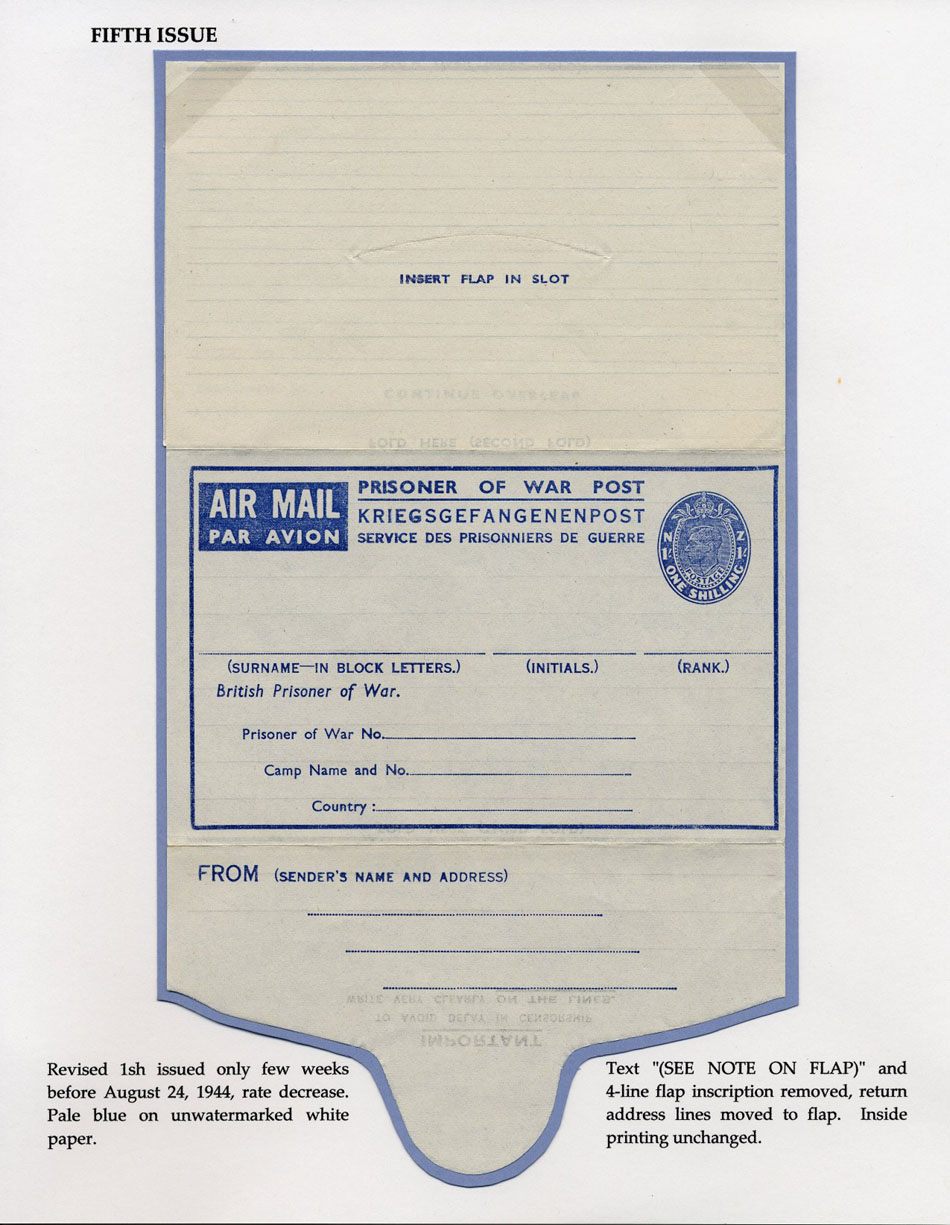 FIFTH ISSUE
INSERT FLAP IN SLOT
CONTINUE OVERLEAF
FOLD HERE (SECOND FOLD)
AIR MAIL
PAR AVION
PRISONER OF WAR POST
KRIEGSGEFANGENENPOST
SERVICE DES PRISONNIERS DE GUERRE
N Z
1/- 1/-
POSTAGE
ONE SHILLING
(SURNAME—IN BLOCK LETTERS.) (INITIALS.) (RANK.)
British Prisoner of War.
Prisoner of War No.
Camp Name and No.
Country :
FROM (SENDER'S NAME AND ADDRESS)
WRITE VERY CLEARLY ON THE LINES.
TO AVOID DELAY IN CENSORSHIP
IMPORTANT
Revised 1sh issued only few weeks
before August 24, 1944, rate decrease.
Pale blue on unwatermarked white
paper.
Text "(SEE NOTE ON FLAP)" and
4-line flap inscription removed, return
address lines moved to flap. Inside
printing unchanged.